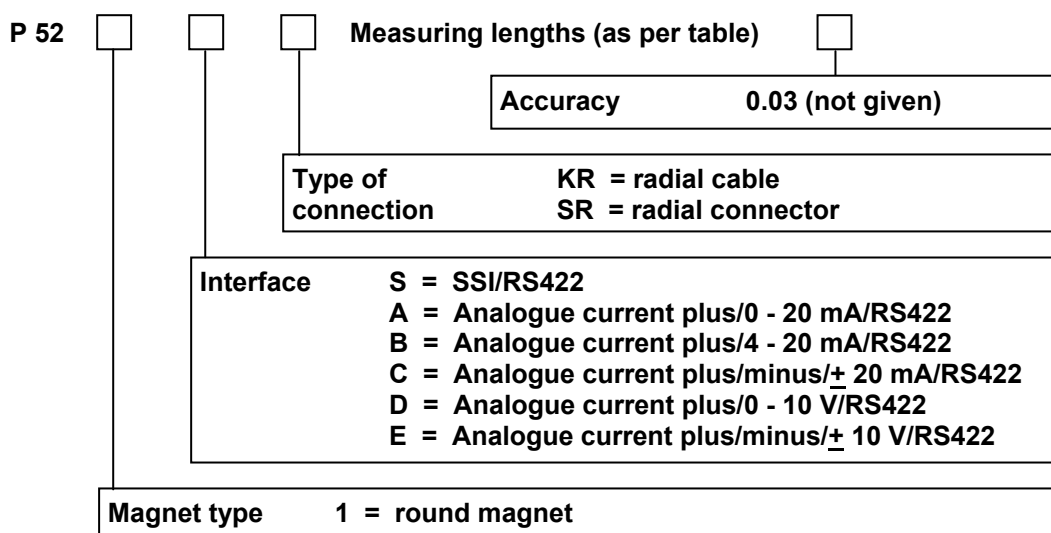 P 52 Measuring lengths (as per table)
Accuracy 0.03 (not given)
Type of connection KR = radial cable
SR = radial connector
Interface S = SSI/RS422
A = Analogue current plus/0 - 20 mA/RS422
B = Analogue current plus/4 - 20 mA/RS422
C = Analogue current plus/minus/± 20 mA/RS422
D = Analogue current plus/0 - 10 V/RS422
E = Analogue current plus/minus/± 10 V/RS422
Magnet type 1 = round magnet